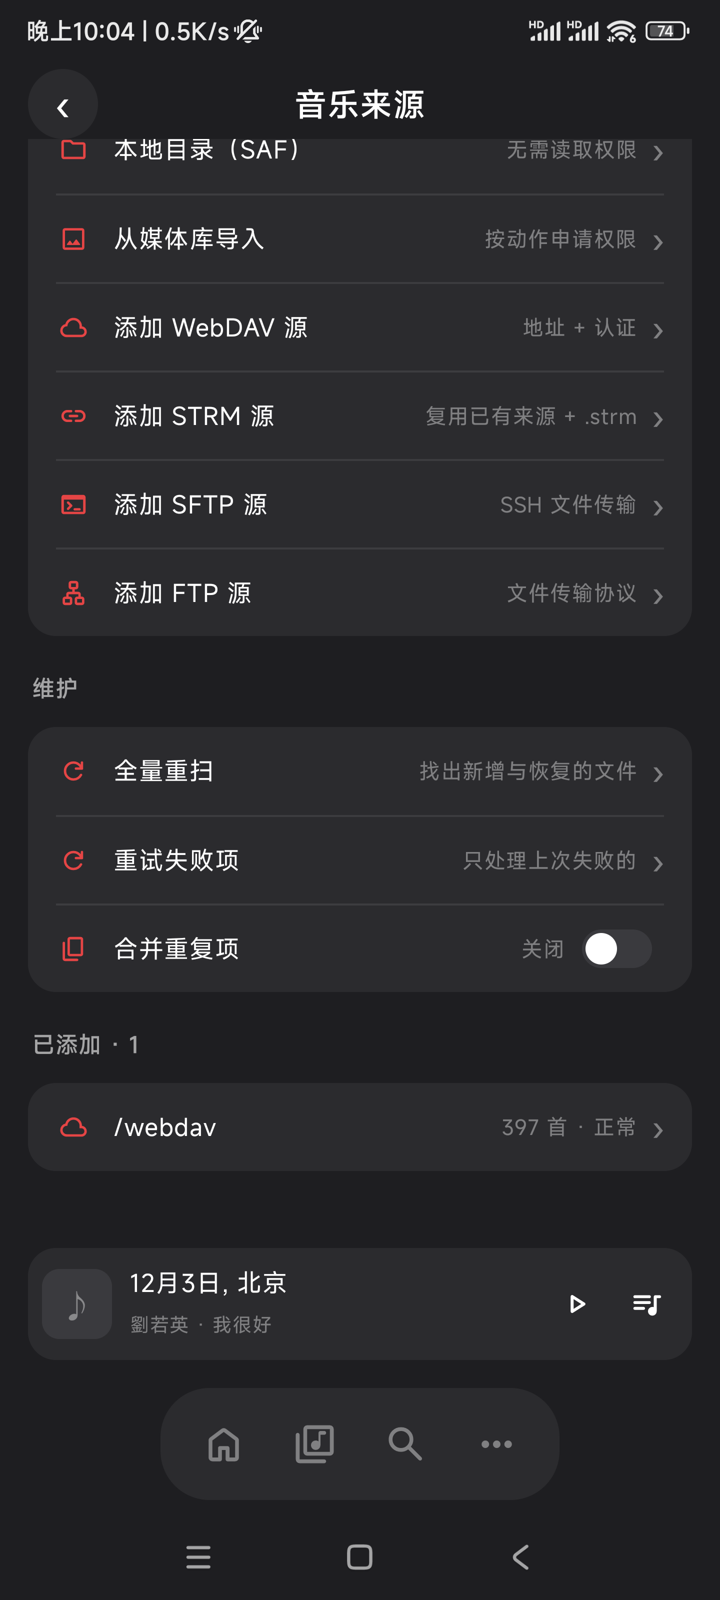 晚上10:04 | 0.5K/s
HD HD 6 74
音乐来源
本地目录（SAF） 无需读取权限
从媒体库导入 按动作申请权限
添加 WebDAV 源 地址 + 认证
添加 STRM 源 复用已有来源 + .strm
添加 SFTP 源 SSH 文件传输
添加 FTP 源 文件传输协议
维护
全量重扫 找出新增与恢复的文件
重试失败项 只处理上次失败的
合并重复项 关闭
已添加 · 1
/webdav 397 首 · 正常
12月3日, 北京
劉若英 · 我很好